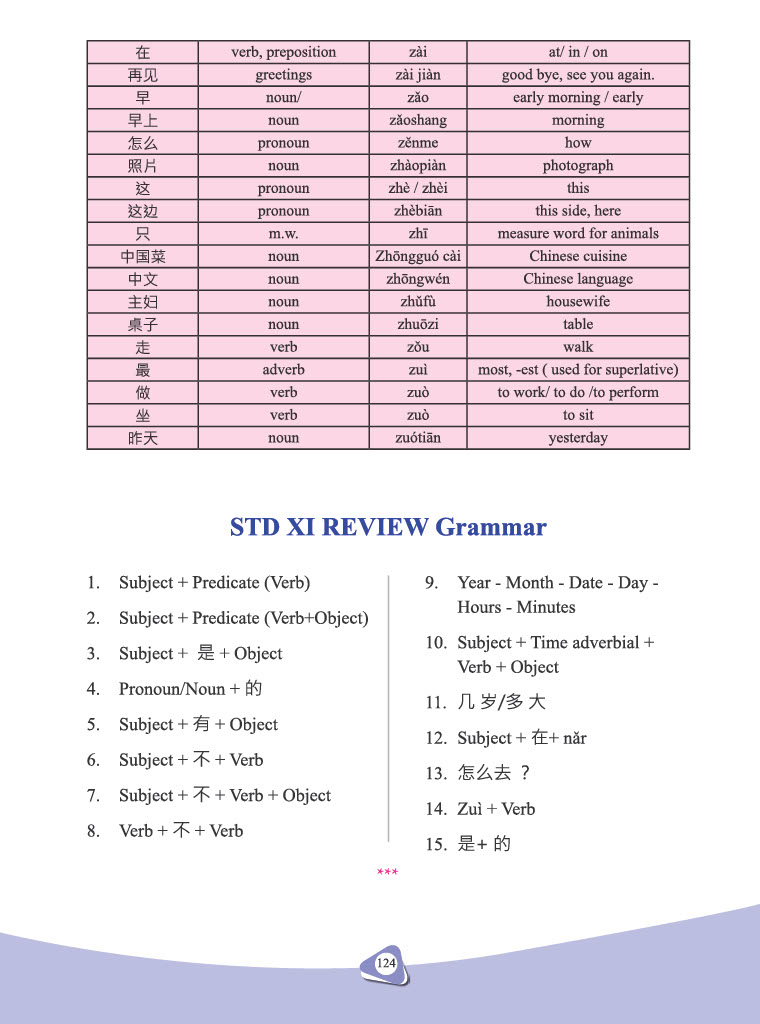 在 verb, preposition zài at/ in / on
再见 greetings zài jiàn good bye, see you again.
早 noun/ zǎo early morning / early
早上 noun zǎoshang morning
怎么 pronoun zěnme how
照片 noun zhàopiàn photograph
这 pronoun zhè / zhèi this
这边 pronoun zhèbiān this side, here
只 m.w. zhī measure word for animals
中国菜 noun Zhōngguó cài Chinese cuisine
中文 noun zhōngwén Chinese language
主妇 noun zhǔfù housewife
桌子 noun zhuōzi table
走 verb zǒu walk
最 adverb zuì most, -est ( used for superlative)
做 verb zuò to work/ to do /to perform
坐 verb zuò to sit
昨天 noun zuótiān yesterday
STD XI REVIEW Grammar
1. Subject + Predicate (Verb)
2. Subject + Predicate (Verb+Object)
3. Subject + 是 + Object
4. Pronoun/Noun + 的
5. Subject + 有 + Object
6. Subject + 不 + Verb
7. Subject + 不 + Verb + Object
8. Verb + 不 + Verb
9. Year - Month - Date - Day -
Hours - Minutes
10. Subject + Time adverbial +
Verb + Object
11. 几 岁/多 大
12. Subject + 在+ nǎr
13. 怎么去 ？
14. Zuì + Verb
15. 是+ 的
***
124